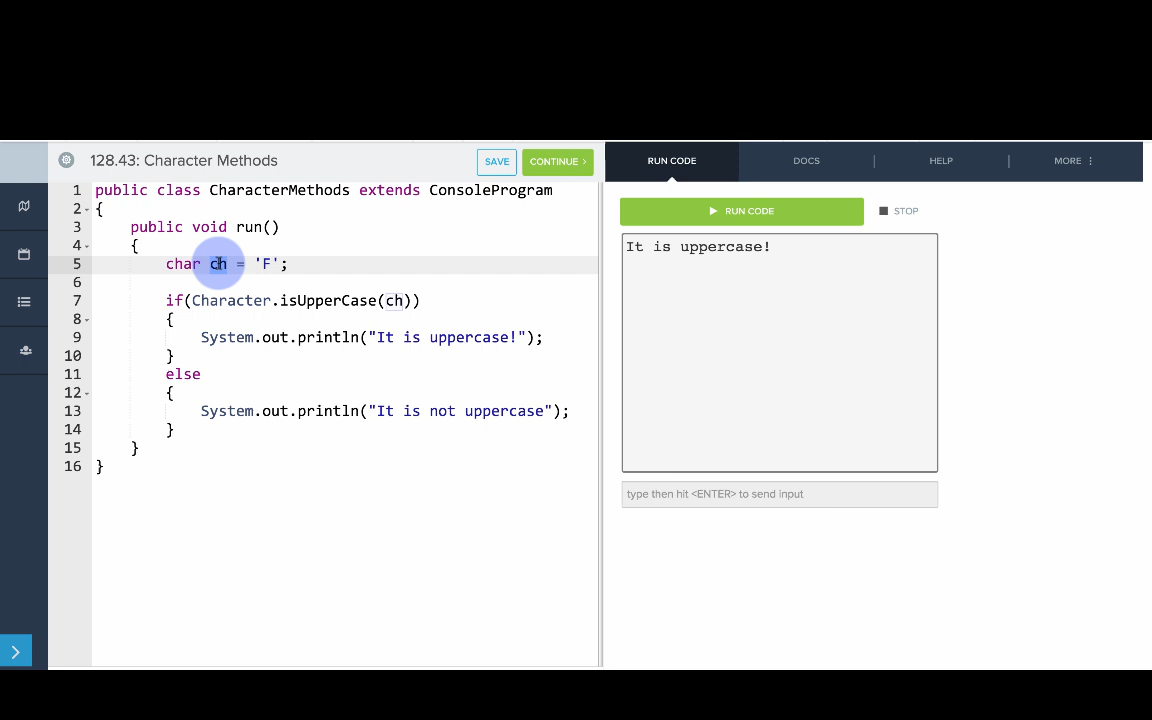 128.43: Character Methods
SAVE
CONTINUE >
RUN CODE
DOCS
HELP
MORE
1 public class CharacterMethods extends ConsoleProgram
2 {
3 public void run()
4 {
5 char ch = 'F';
6
7 if(Character.isUpperCase(ch))
8 {
9 System.out.println("It is uppercase!");
10 }
11 else
12 {
13 System.out.println("It is not uppercase");
14 }
15 }
16 }
RUN CODE
STOP
It is uppercase!
type then hit <ENTER> to send input